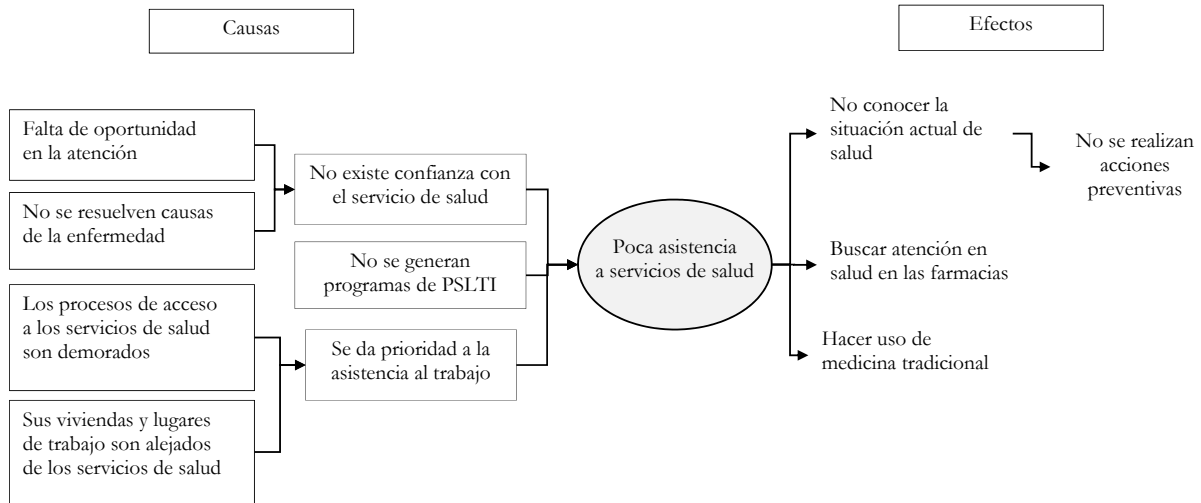 Causas
Efectos
Falta de oportunidad
en la atención
No se resuelven causas
de la enfermedad
Los procesos de acceso
a los servicios de salud
son demorados
Sus viviendas y lugares
de trabajo son alejados
de los servicios de salud
No existe confianza con
el servicio de salud
No se generan
programas de PSLTI
Se da prioridad a la
asistencia al trabajo
Poca asistencia
a servicios de salud
No conocer la
situación actual de
salud
No se realizan
acciones
preventivas
Buscar atención en
salud en las farmacias
Hacer uso de
medicina tradicional